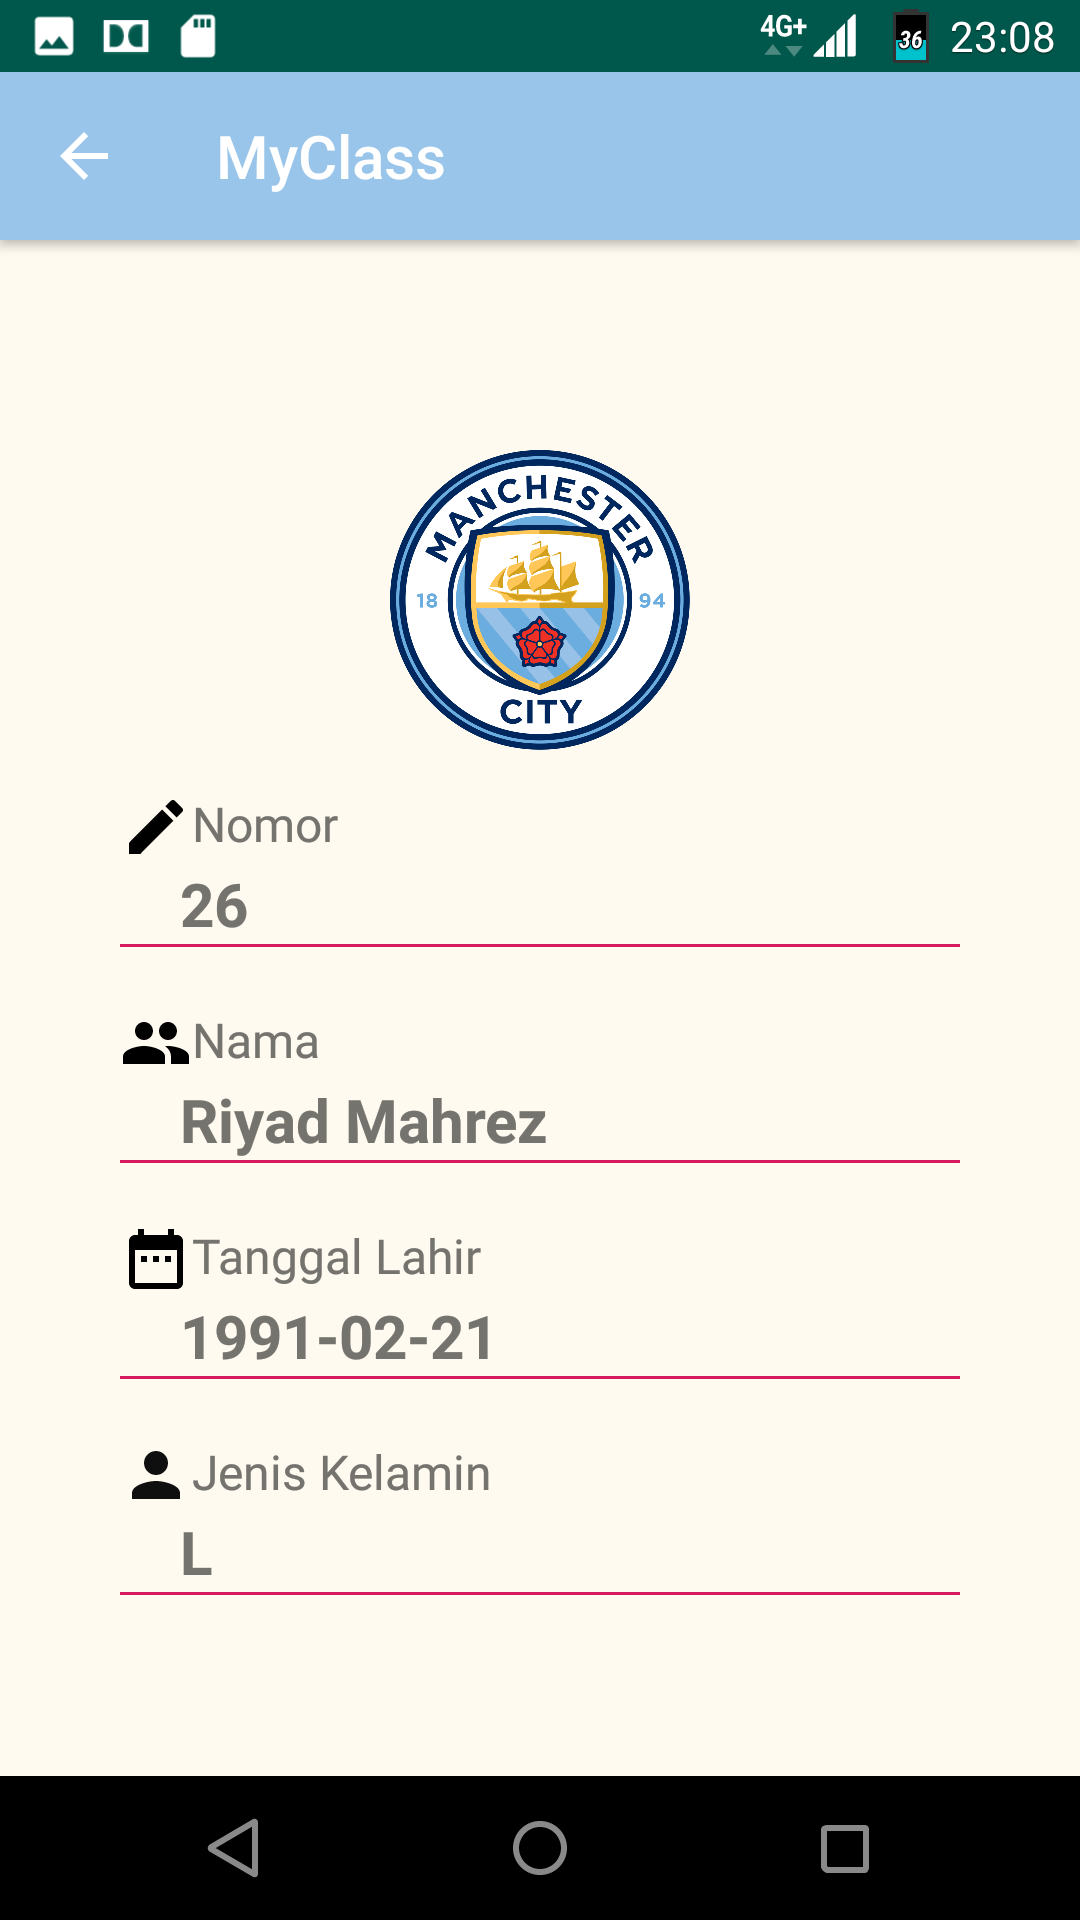 4G+ 36 23:08
MyClass
MANCHESTER
18 94
CITY
Nomor
26
Nama
Riyad Mahrez
Tanggal Lahir
1991-02-21
Jenis Kelamin
L